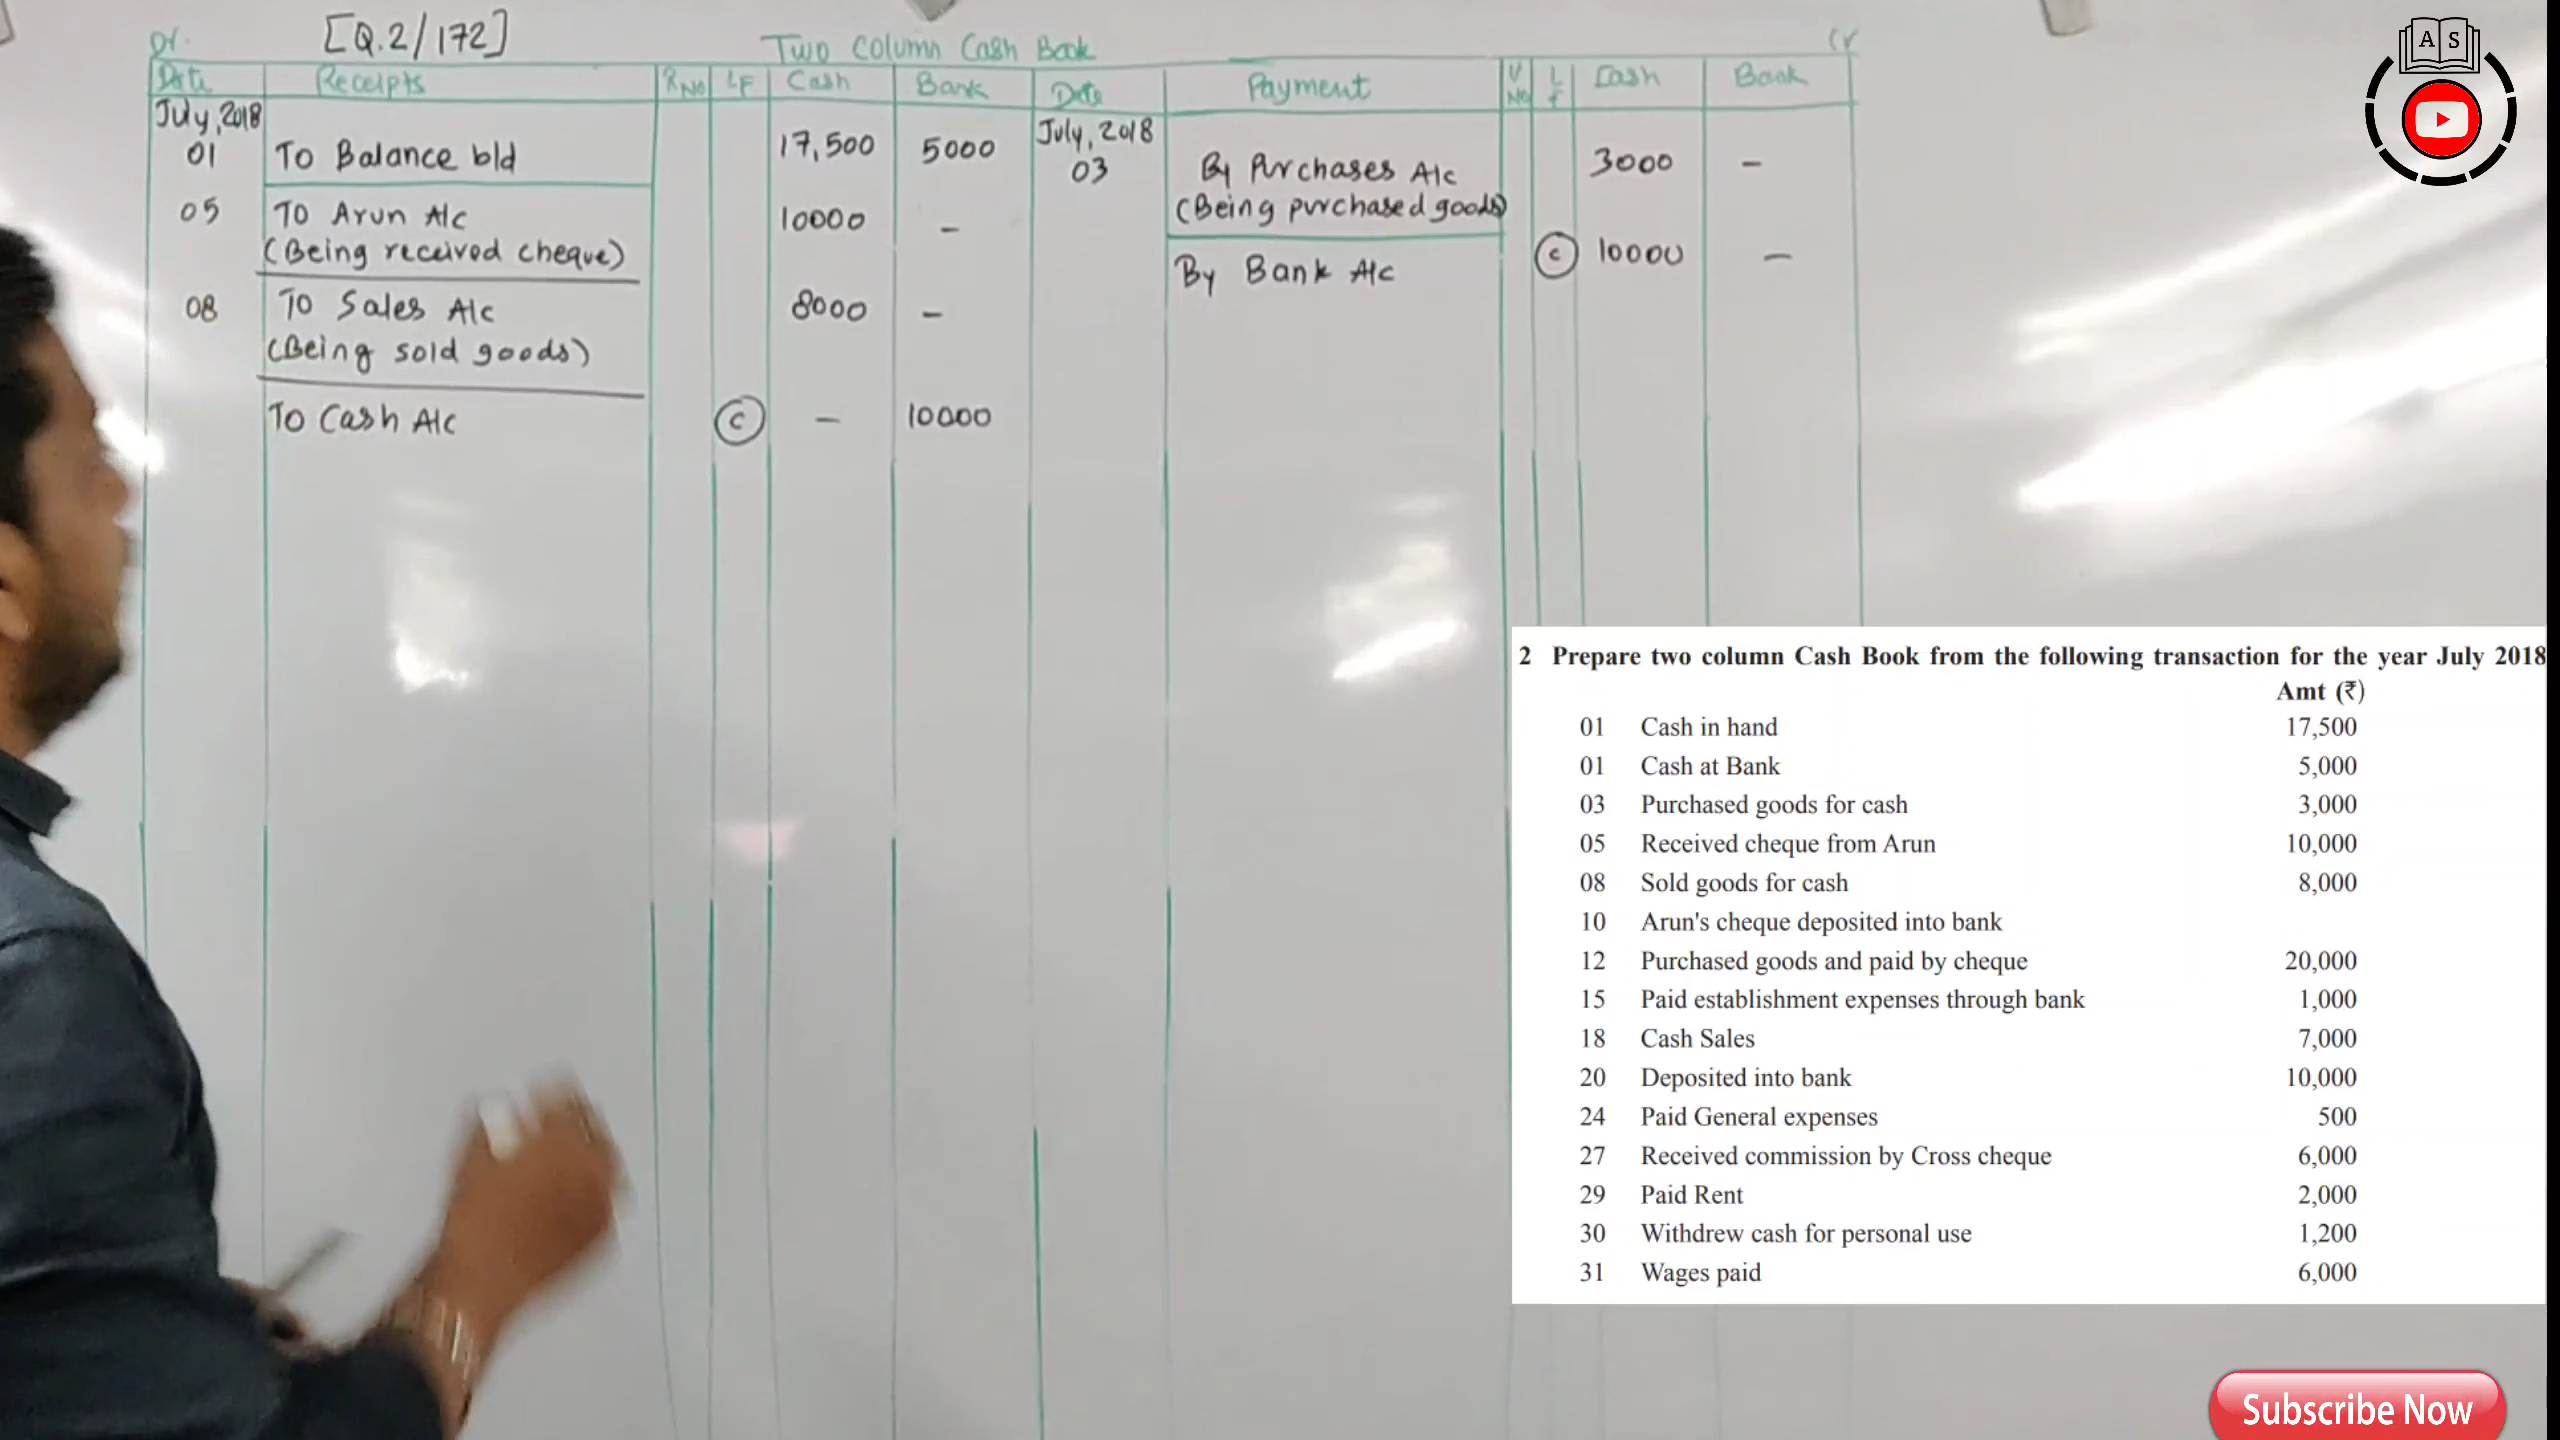 [Q.2/172]
Dr. Two Column Cash Book Cr
Date Receipts R No LF Cash Bank Date Payment V No L f Cash Bank
July, 2018 July, 2018
01 To Balance b/d 17,500 5000 03 By Purchases A/c 3000 -
(Being purchased goods)
05 To Arun A/c 10000 -
(Being received cheque) By Bank A/c C 10000 -
08 To Sales A/c 8000 -
(Being sold goods)
To Cash A/c C - 10000
A S
2 Prepare two column Cash Book from the following transaction for the year July 2018
Amt (₹)
01 Cash in hand 17,500
01 Cash at Bank 5,000
03 Purchased goods for cash 3,000
05 Received cheque from Arun 10,000
08 Sold goods for cash 8,000
10 Arun's cheque deposited into bank
12 Purchased goods and paid by cheque 20,000
15 Paid establishment expenses through bank 1,000
18 Cash Sales 7,000
20 Deposited into bank 10,000
24 Paid General expenses 500
27 Received commission by Cross cheque 6,000
29 Paid Rent 2,000
30 Withdrew cash for personal use 1,200
31 Wages paid 6,000
Subscribe Now